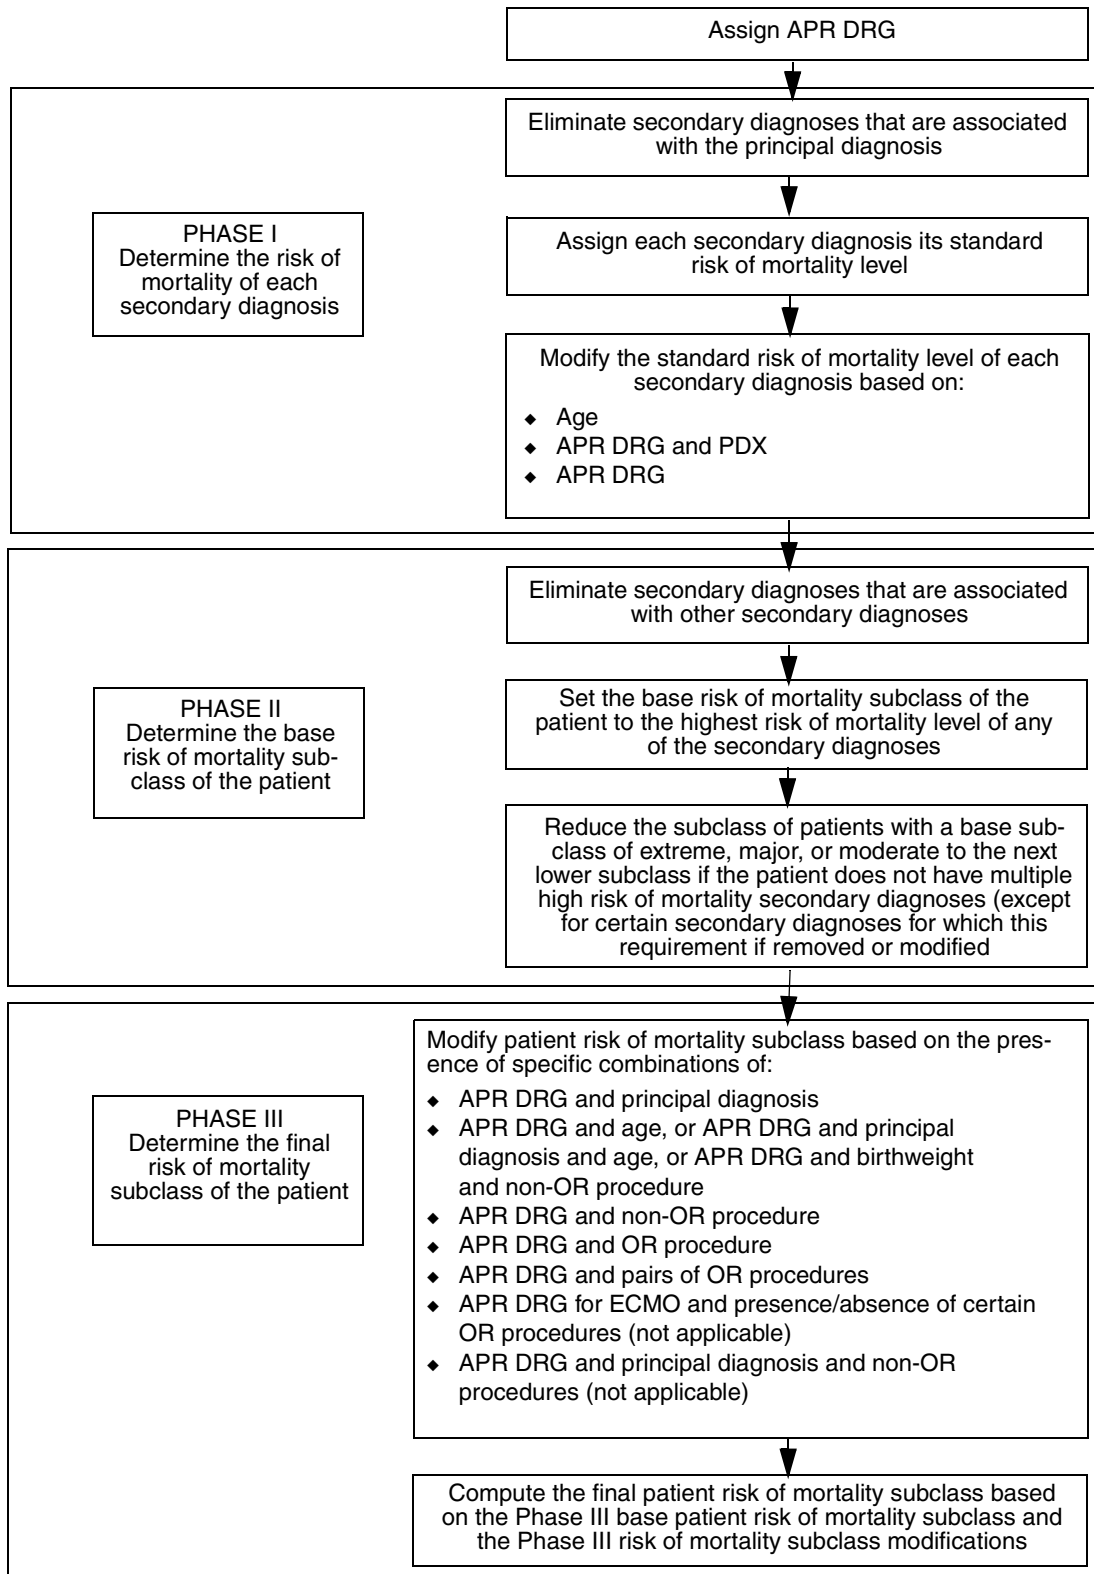 Assign APR DRG
Eliminate secondary diagnoses that are associated
with the principal diagnosis
PHASE I
Determine the risk of
mortality of each
secondary diagnosis
Assign each secondary diagnosis its standard
risk of mortality level
Modify the standard risk of mortality level of each
secondary diagnosis based on:
◆ Age
◆ APR DRG and PDX
◆ APR DRG
Eliminate secondary diagnoses that are associated
with other secondary diagnoses
PHASE II
Determine the base
risk of mortality sub-
class of the patient
Set the base risk of mortality subclass of the
patient to the highest risk of mortality level of any
of the secondary diagnoses
Reduce the subclass of patients with a base sub-
class of extreme, major, or moderate to the next
lower subclass if the patient does not have multiple
high risk of mortality secondary diagnoses (except
for certain secondary diagnoses for which this
requirement if removed or modified
PHASE III
Determine the final
risk of mortality
subclass of the patient
Modify patient risk of mortality subclass based on the pres-
ence of specific combinations of:
◆ APR DRG and principal diagnosis
◆ APR DRG and age, or APR DRG and principal
diagnosis and age, or APR DRG and birthweight
and non-OR procedure
◆ APR DRG and non-OR procedure
◆ APR DRG and OR procedure
◆ APR DRG and pairs of OR procedures
◆ APR DRG for ECMO and presence/absence of certain
OR procedures (not applicable)
◆ APR DRG and principal diagnosis and non-OR
procedures (not applicable)
Compute the final patient risk of mortality subclass based
on the Phase III base patient risk of mortality subclass and
the Phase III risk of mortality subclass modifications